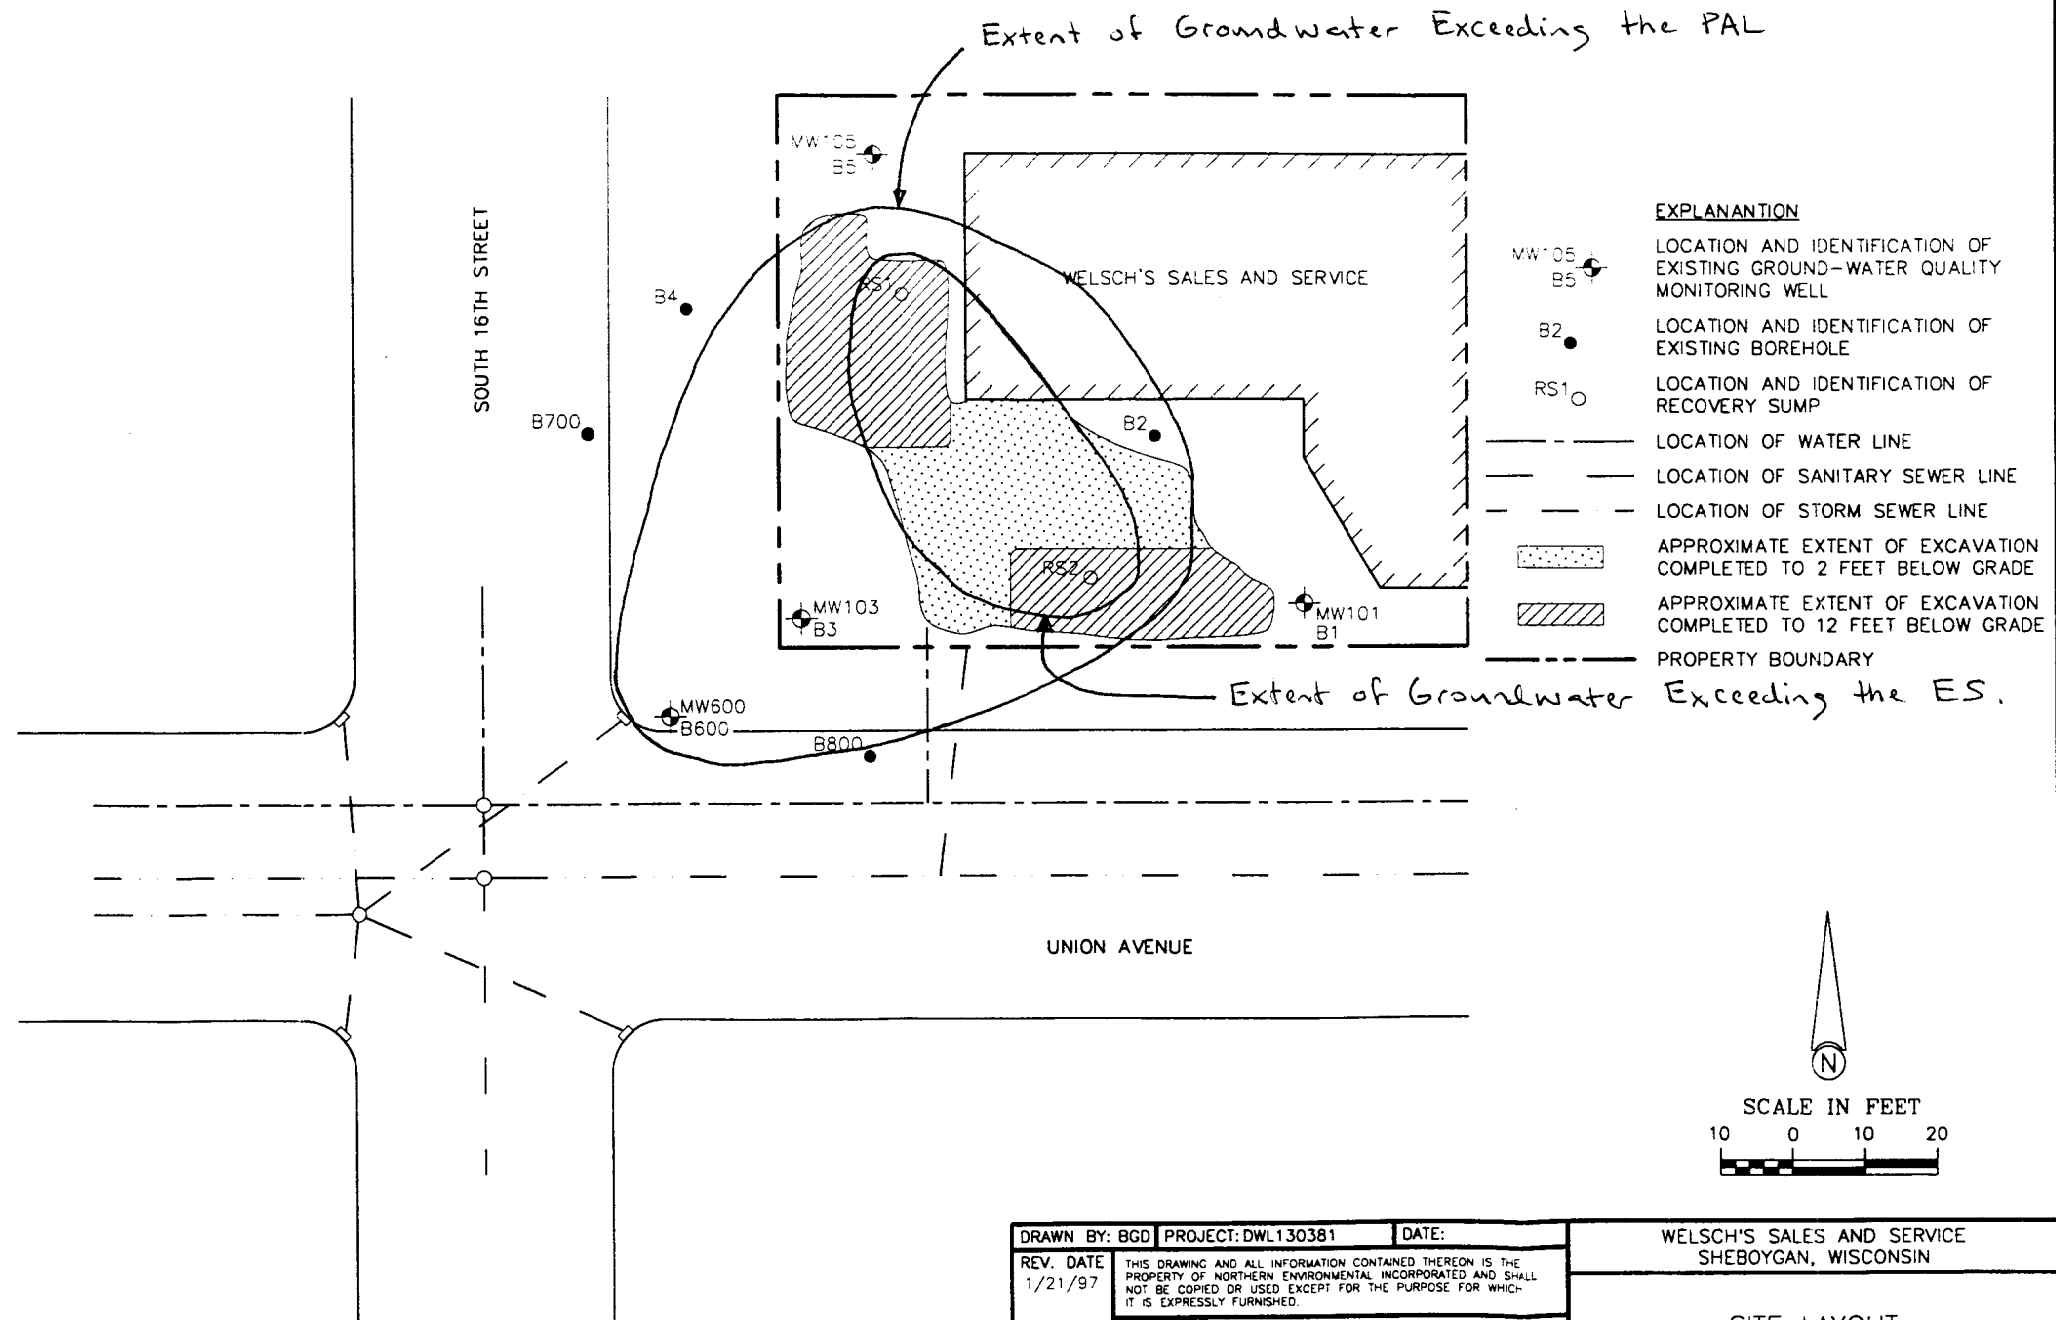 Extent of Groundwater Exceeding the PAL
MW105
B5
SOUTH 16TH STREET
B4
RS1
WELSCH'S SALES AND SERVICE
B700
B2
RS2
MW103
B3
MW101
B1
MW600
B600
B800
Extent of Groundwater Exceeding the ES.
UNION AVENUE
EXPLANANTION
MW105
B5
LOCATION AND IDENTIFICATION OF
EXISTING GROUND-WATER QUALITY
MONITORING WELL
B2
LOCATION AND IDENTIFICATION OF
EXISTING BOREHOLE
RS1
LOCATION AND IDENTIFICATION OF
RECOVERY SUMP
LOCATION OF WATER LINE
LOCATION OF SANITARY SEWER LINE
LOCATION OF STORM SEWER LINE
APPROXIMATE EXTENT OF EXCAVATION
COMPLETED TO 2 FEET BELOW GRADE
APPROXIMATE EXTENT OF EXCAVATION
COMPLETED TO 12 FEET BELOW GRADE
PROPERTY BOUNDARY
N
SCALE IN FEET
10 0 10 20
DRAWN BY: BGD PROJECT: DWL130381 DATE:
REV. DATE
1/21/97
THIS DRAWING AND ALL INFORMATION CONTAINED THEREON IS THE
PROPERTY OF NORTHERN ENVIRONMENTAL INCORPORATED AND SHALL
NOT BE COPIED OR USED EXCEPT FOR THE PURPOSE FOR WHICH
IT IS EXPRESSLY FURNISHED.
WELSCH'S SALES AND SERVICE
SHEBOYGAN, WISCONSIN
SITE LAYOUT